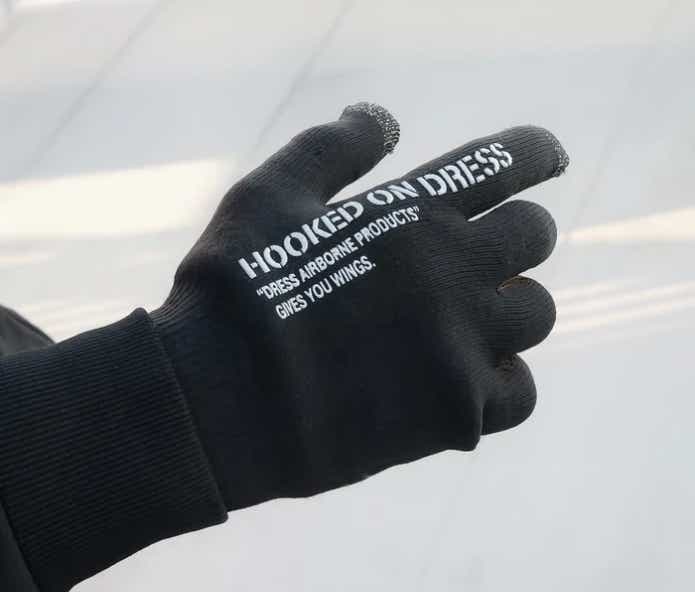 HOOKED ON DRESS
"DRESS AIRBORNE PRODUCTS"
GIVES YOU WINGS.